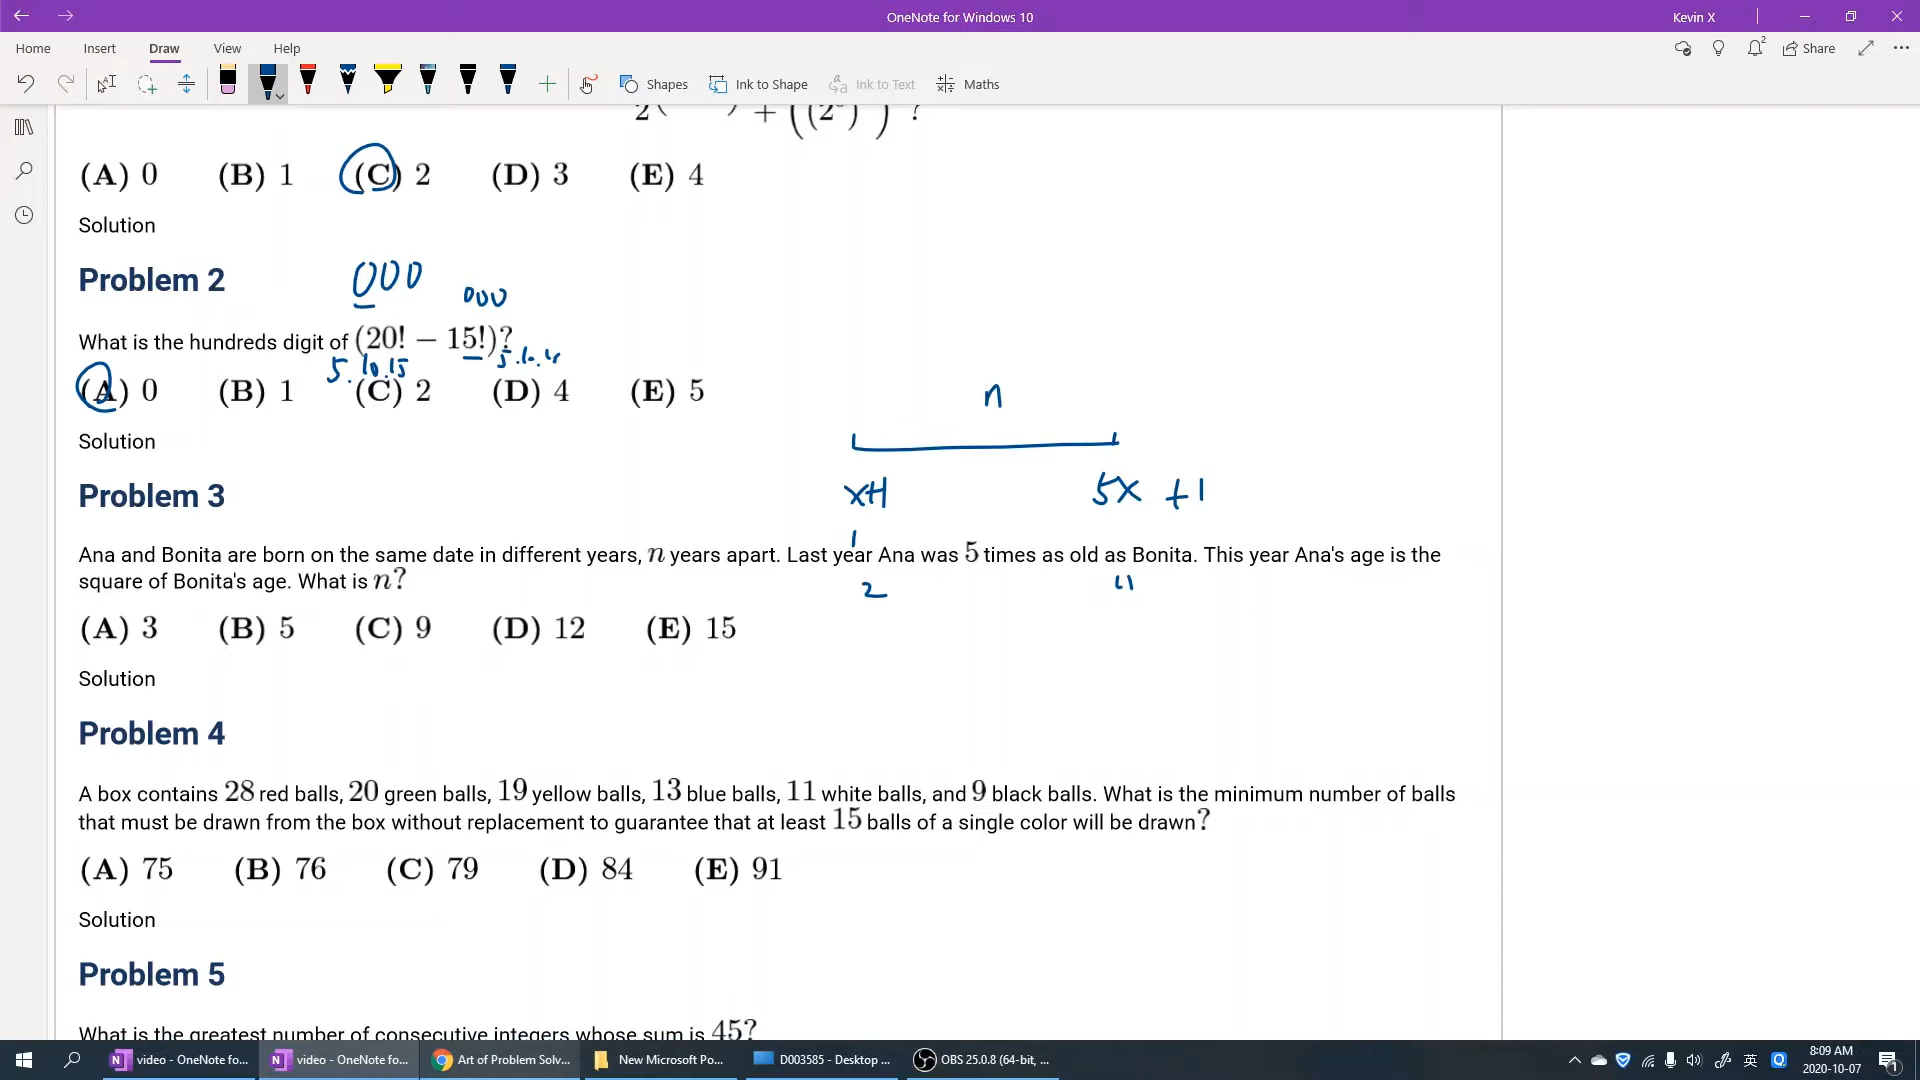 OneNote for Windows 10
Kevin X
Home Insert Draw View Help
2 Share
Shapes Ink to Shape Ink to Text Maths
(A) 0 (B) 1 (C) 2 (D) 3 (E) 4
Solution
000
Problem 2
000
What is the hundreds digit of (20! − 15!)?
5.10.15
(A) 0 (B) 1 (C) 2 (D) 4 (E) 5
n
Solution
Problem 3
x+1 5x +1
1
Ana and Bonita are born on the same date in different years, n years apart. Last year Ana was 5 times as old as Bonita. This year Ana's age is the
square of Bonita's age. What is n?
2
(A) 3 (B) 5 (C) 9 (D) 12 (E) 15
Solution
Problem 4
A box contains 28 red balls, 20 green balls, 19 yellow balls, 13 blue balls, 11 white balls, and 9 black balls. What is the minimum number of balls
that must be drawn from the box without replacement to guarantee that at least 15 balls of a single color will be drawn?
(A) 75 (B) 76 (C) 79 (D) 84 (E) 91
Solution
Problem 5
What is the greatest number of consecutive integers whose sum is 45?
video - OneNote fo... video - OneNote fo... Art of Problem Solv... New Microsoft Po... D003585 - Desktop ... OBS 25.0.8 (64-bit, ...
英
8:09 AM
2020-10-07
1